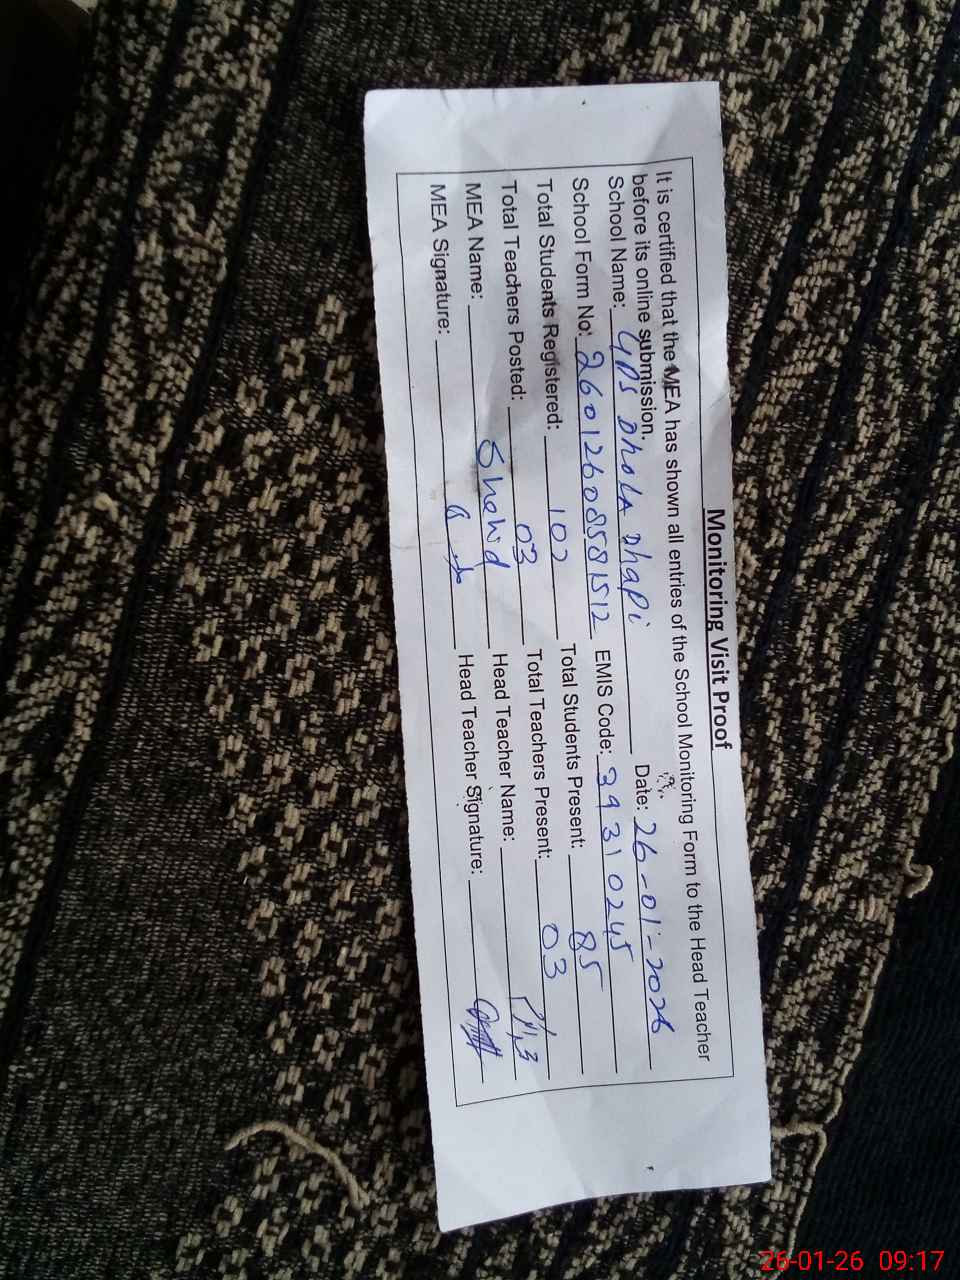 Monitoring Visit Proof
It is certified that the MEA has shown all entries of the School Monitoring Form to the Head Teacher
before its online submission.
School Name: GPS Dhola Dhapi Date: 26-01-2026
School Form No: 26012608581512 EMIS Code: 39310245
Total Students Registered: 102 Total Students Present: 85
Total Teachers Posted: 03 Total Teachers Present: 03
MEA Name: Shahid Head Teacher Name:
MEA Signature: Head Teacher Signature:
26-01-26 09:17